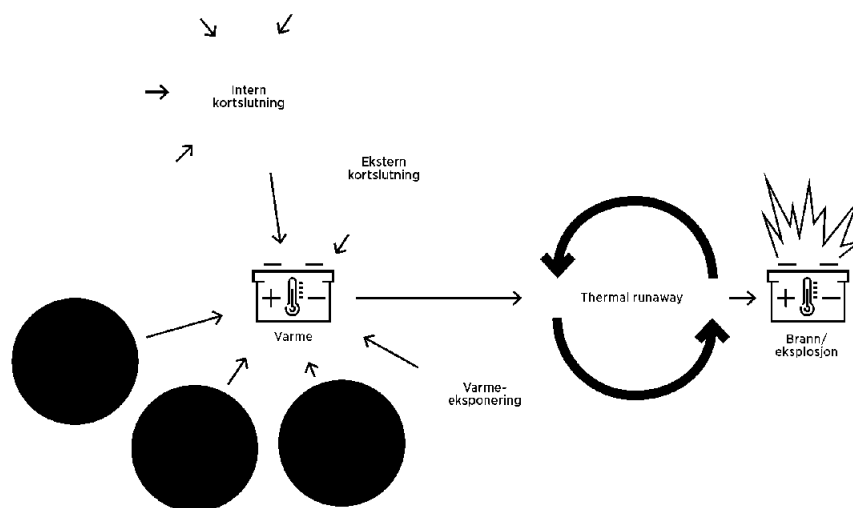 Intern
kortslutning
Ekstern
kortslutning
Varme
Thermal runaway
Brann/
eksplosjon
Varme-
eksponering